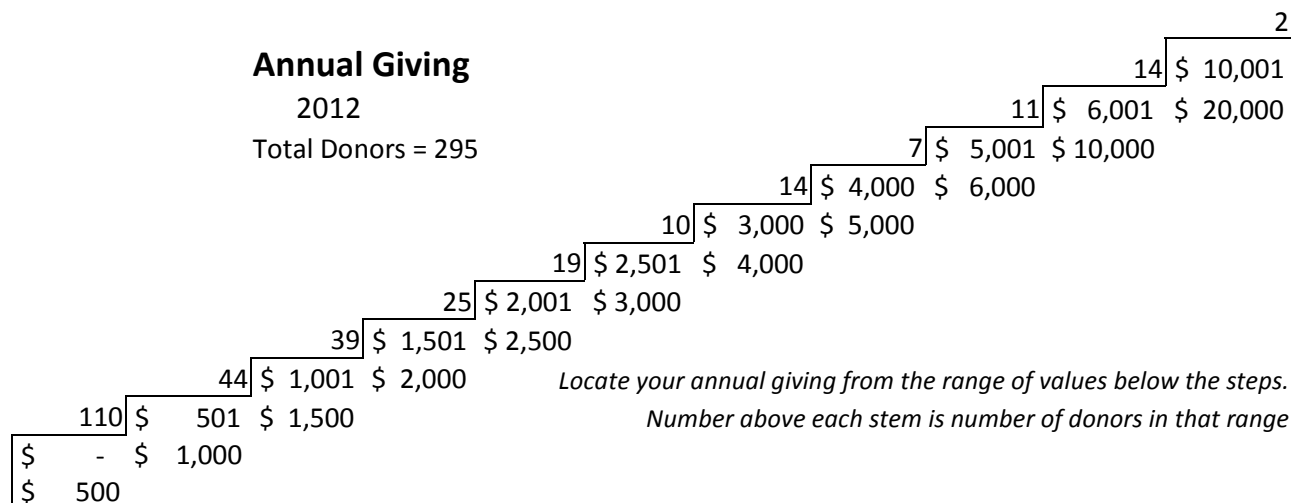 2
Annual Giving
14 $ 10,001
2012
11 $ 6,001 $ 20,000
Total Donors = 295
7 $ 5,001 $ 10,000
14 $ 4,000 $ 6,000
10 $ 3,000 $ 5,000
19 $ 2,501 $ 4,000
25 $ 2,001 $ 3,000
39 $ 1,501 $ 2,500
44 $ 1,001 $ 2,000 Locate your annual giving from the range of values below the steps.
110 $ 501 $ 1,500 Number above each stem is number of donors in that range
$ - $ 1,000
$ 500